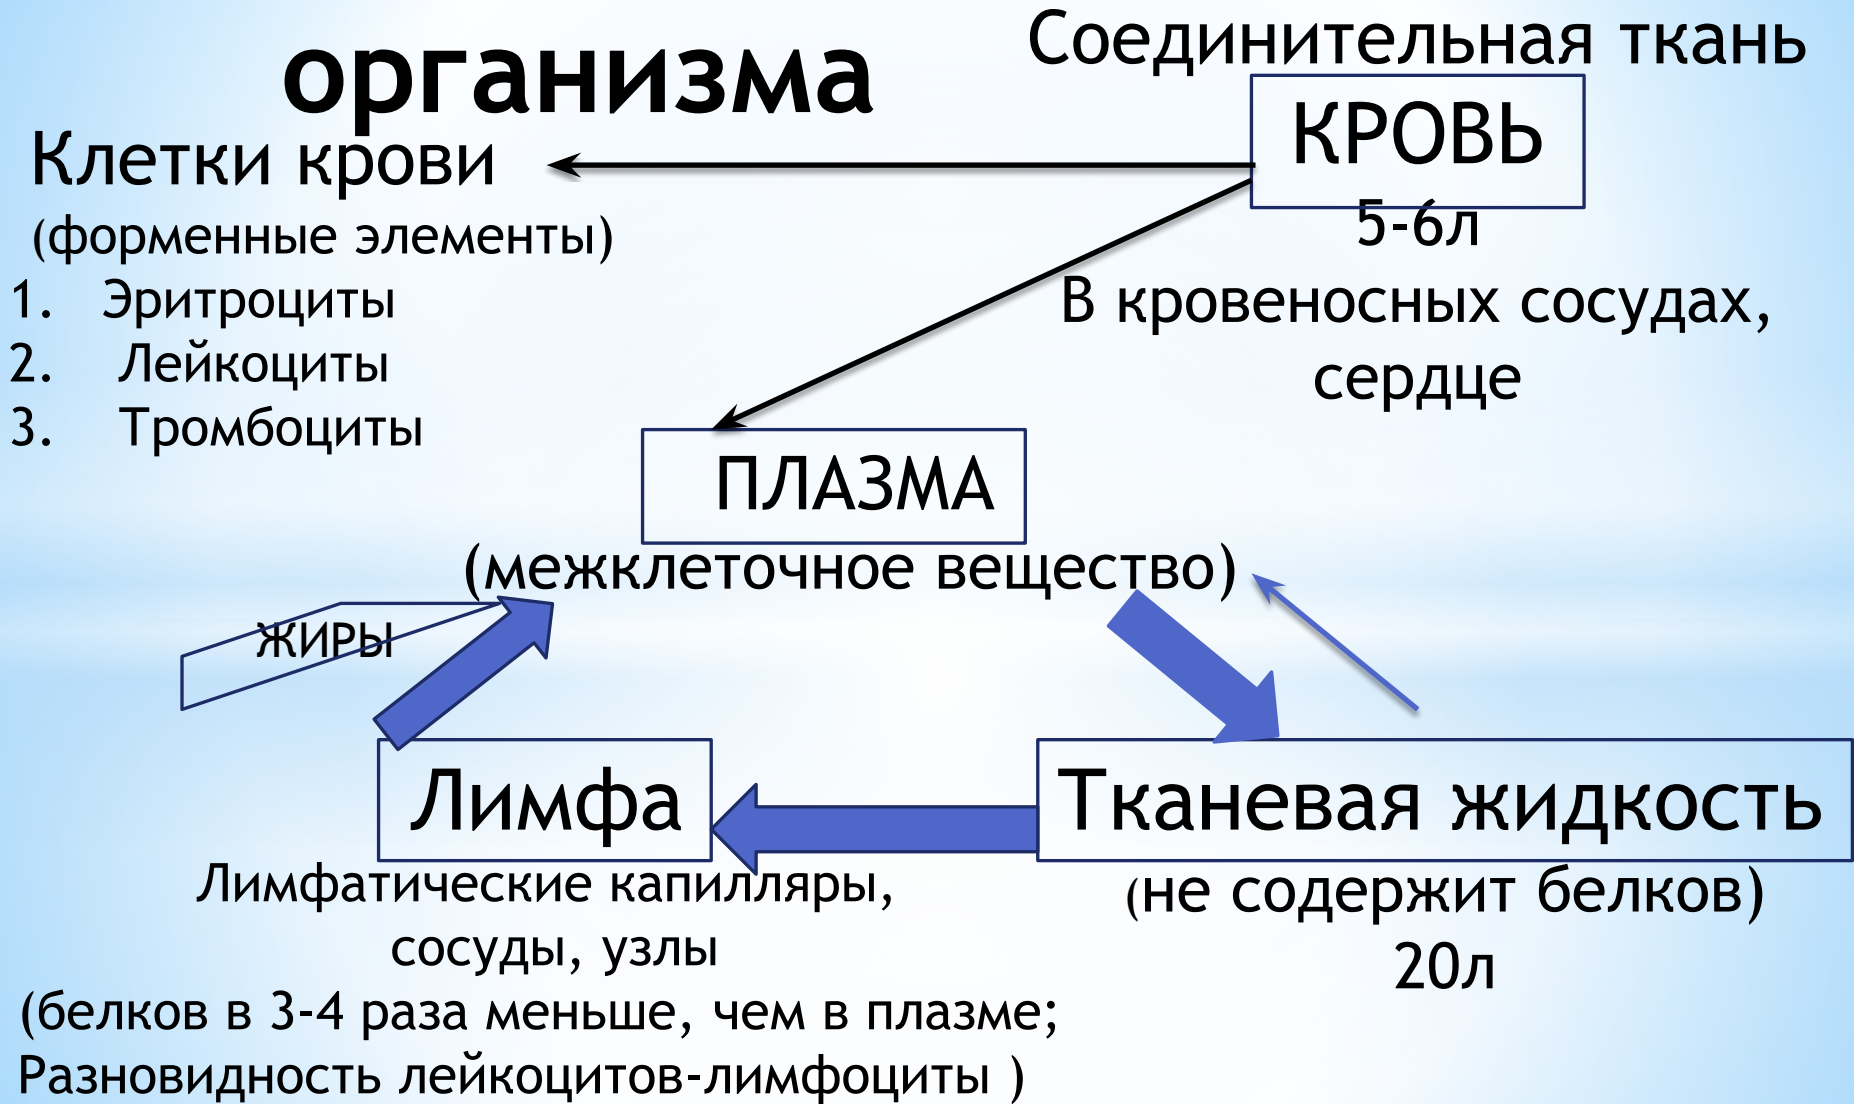 организма
Соединительная ткань
КРОВЬ
5-6л
В кровеносных сосудах,
сердце
Клетки крови
(форменные элементы)
1. Эритроциты
2. Лейкоциты
3. Тромбоциты
ПЛАЗМА
(межклеточное вещество)
ЖИРЫ
Лимфа
Лимфатические капилляры,
сосуды, узлы
(белков в 3-4 раза меньше, чем в плазме;
Разновидность лейкоцитов-лимфоциты )
Тканевая жидкость
(не содержит белков)
20л